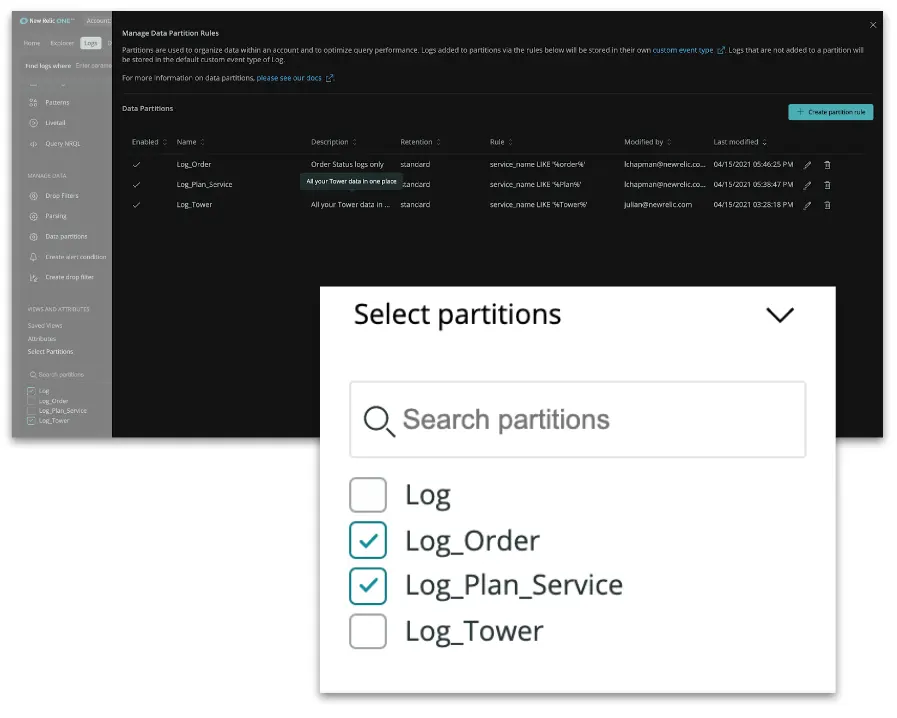 New Relic ONE™ Account:
Home Explorer Logs D
Find logs where Enter
Patterns
Livetail
Query NRQL
MANAGE DATA
Drop Filters
Parsing
Data partitions
Create alert condition
Create drop filter
VIEWS AND ATTRIBUTES
Saved Views
Attributes
Select Partitions
Search partitions
Log
Log_Order
Log_Plan_Service
Log_Tower
Manage Data Partition Rules
Partitions are used to organize data within an account and to optimize query performance. Logs added to partitions via the rules below will be stored in their own custom event type. Logs that are not added to a partition will
be stored in the default custom event type of Log.
For more information on data partitions, please see our docs
Data Partitions
+ Create partition rule
Enabled Name Description Retention Rule Modified by Last modified
Log_Order Order Status logs only standard service_name LIKE '%order%' lchapman@newrelic.co... 04/15/2021 05:46:25 PM
Log_Plan_Service All your Tower data in one place standard service_name LIKE '%Plan%' lchapman@newrelic.co... 04/15/2021 05:38:47 PM
Log_Tower All your Tower data in ... standard service_name LIKE '%Tower%' julian@newrelic.com 04/15/2021 03:28:18 PM
Select partitions
Search partitions
Log
Log_Order
Log_Plan_Service
Log_Tower